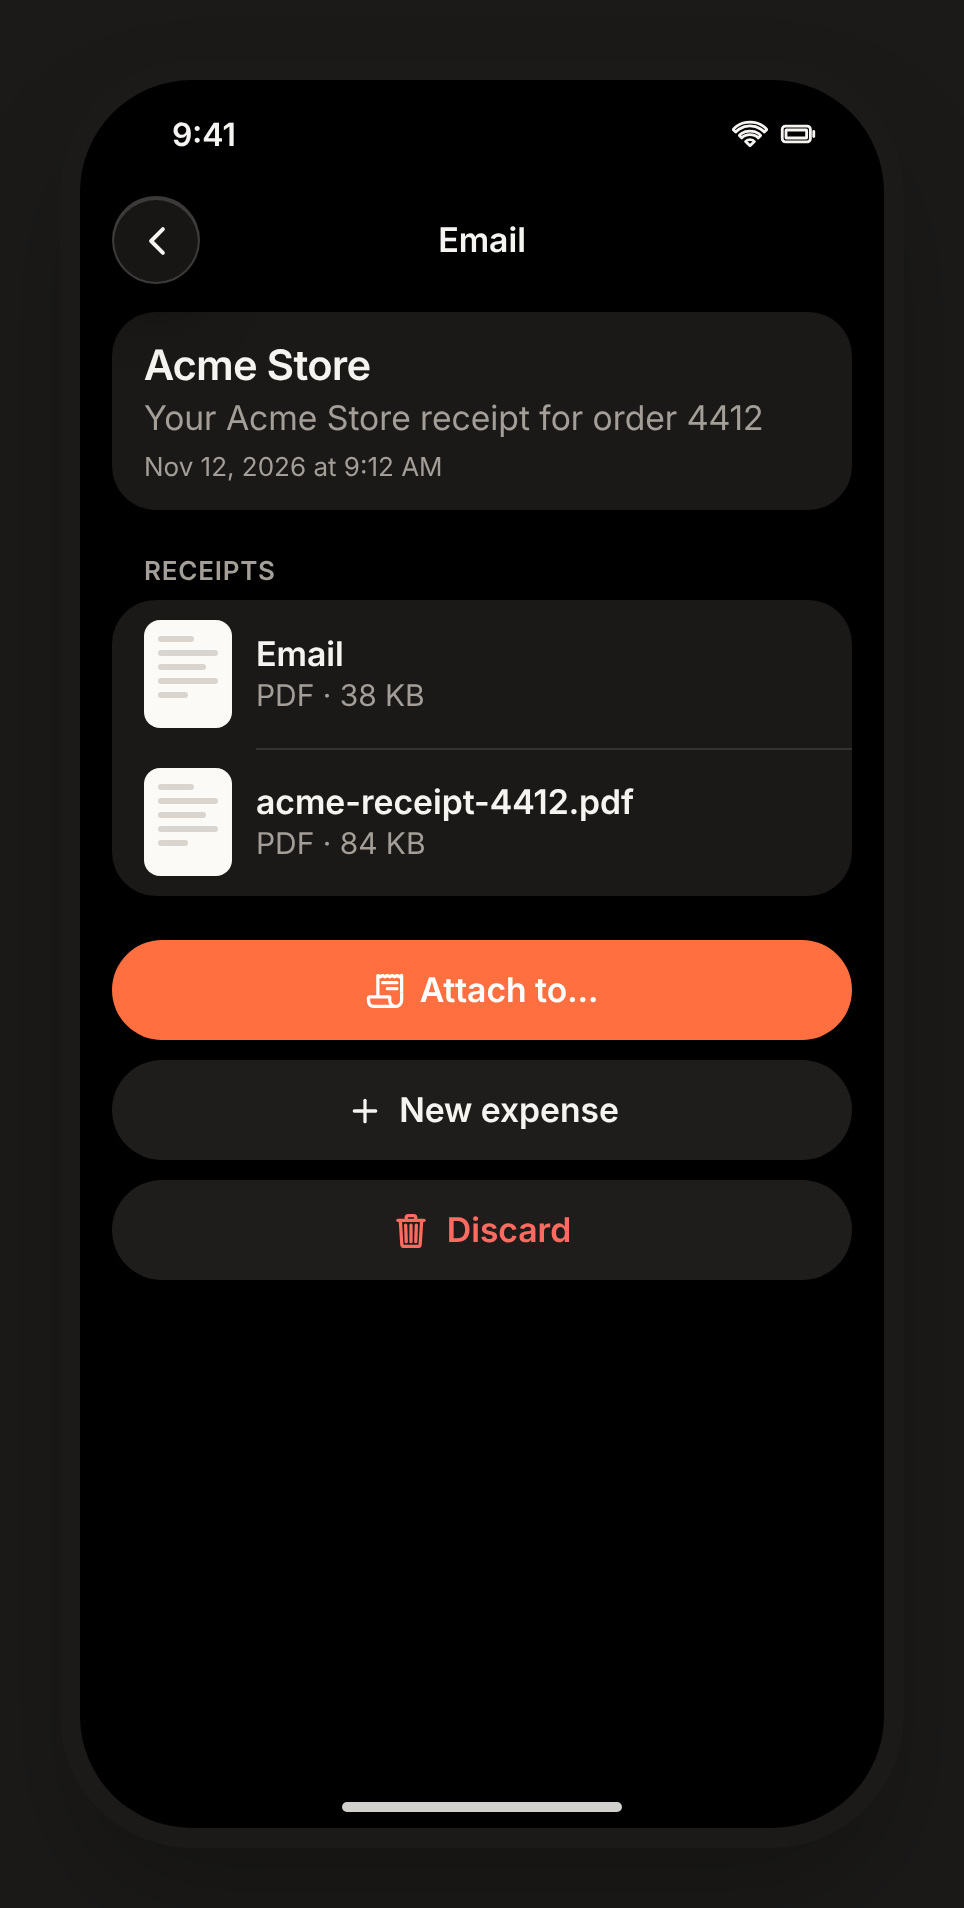 9:41
Email
Acme Store
Your Acme Store receipt for order 4412
Nov 12, 2026 at 9:12 AM
RECEIPTS
Email
PDF · 38 KB
acme-receipt-4412.pdf
PDF · 84 KB
Attach to...
New expense
Discard